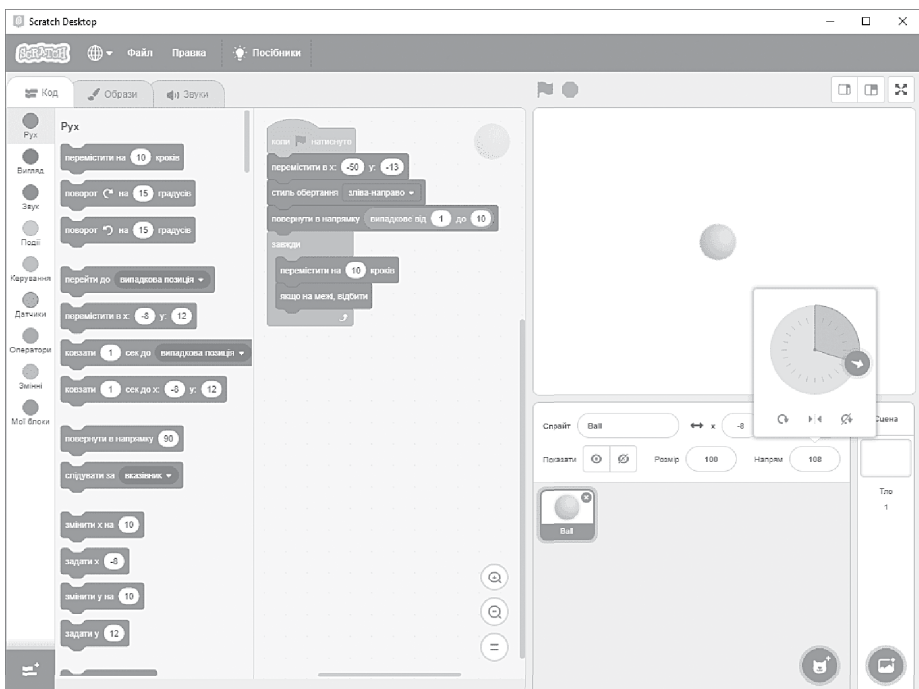 Scratch Desktop
SCRATCH Файл Правка Посібники
Код Образи Звуки
Рух
Вигляд
Звук
Події
Керування
Датчики
Оператори
Змінні
Мої блоки
Рух
перемістити на 10 кроків
поворот на 15 градусів
поворот на 15 градусів
перейти до випадкова позиція
перемістити в x: -8 y: 12
ковзати 1 сек до випадкова позиція
ковзати 1 сек до x: -8 y: 12
повернути в напрямку 90
слідувати за вказівник
змінити x на 10
задати x -8
змінити y на 10
задати y 12
коли натиснуто
перемістити в x: -50 y: -13
стиль обертання зліва-направо
повернути в напрямку випадкове від 1 до 10
завжди
перемістити на 10 кроків
якщо на межі, відбити
Спрайт Ball x -8
Показати Розмір 100 Напрям 108
Ball
Сцена
Тло
1